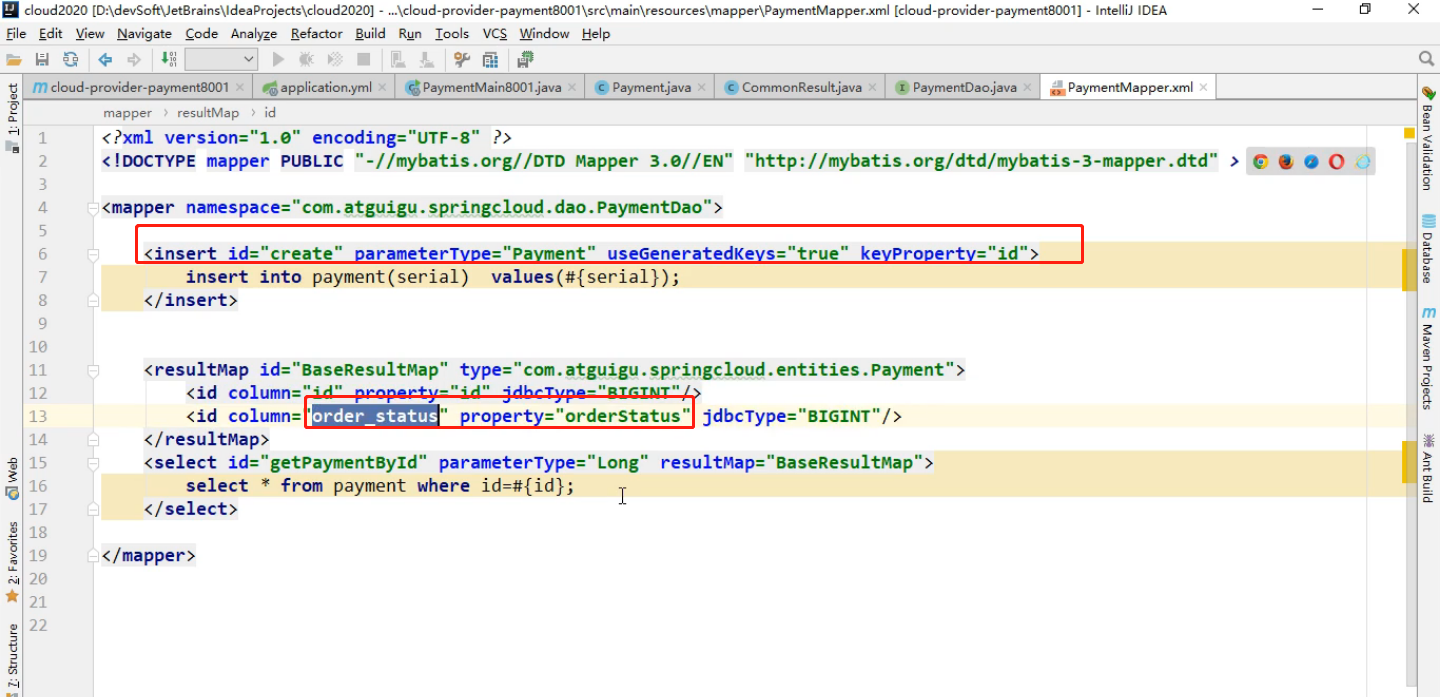 cloud2020 [D:\devSoft\JetBrains\IdeaProjects\cloud2020] - ...\cloud-provider-payment8001\src\main\resources\mapper\PaymentMapper.xml [cloud-provider-payment8001] - IntelliJ IDEA
File Edit View Navigate Code Analyze Refactor Build Run Tools VCS Window Help
cloud-provider-payment8001 application.yml PaymentMain8001.java Payment.java CommonResult.java PaymentDao.java PaymentMapper.xml
mapper resultMap id
1 <?xml version="1.0" encoding="UTF-8" ?>
2 <!DOCTYPE mapper PUBLIC "-//mybatis.org//DTD Mapper 3.0//EN" "http://mybatis.org/dtd/mybatis-3-mapper.dtd" >
3
4 <mapper namespace="com.atguigu.springcloud.dao.PaymentDao">
5
6 <insert id="create" parameterType="Payment" useGeneratedKeys="true" keyProperty="id">
7 insert into payment(serial)  values(#{serial});
8 </insert>
9
10
11 <resultMap id="BaseResultMap" type="com.atguigu.springcloud.entities.Payment">
12 <id column="id" property="id" jdbcType="BIGINT"/>
13 <id column="order_status" property="orderStatus" jdbcType="BIGINT"/>
14 </resultMap>
15 <select id="getPaymentById" parameterType="Long" resultMap="BaseResultMap">
16 select * from payment where id=#{id};
17 </select>
18
19 </mapper>
20
21
22
1: Project
Web
2: Favorites
7: Structure
Bean Validation
Database
Maven Projects
Ant Build